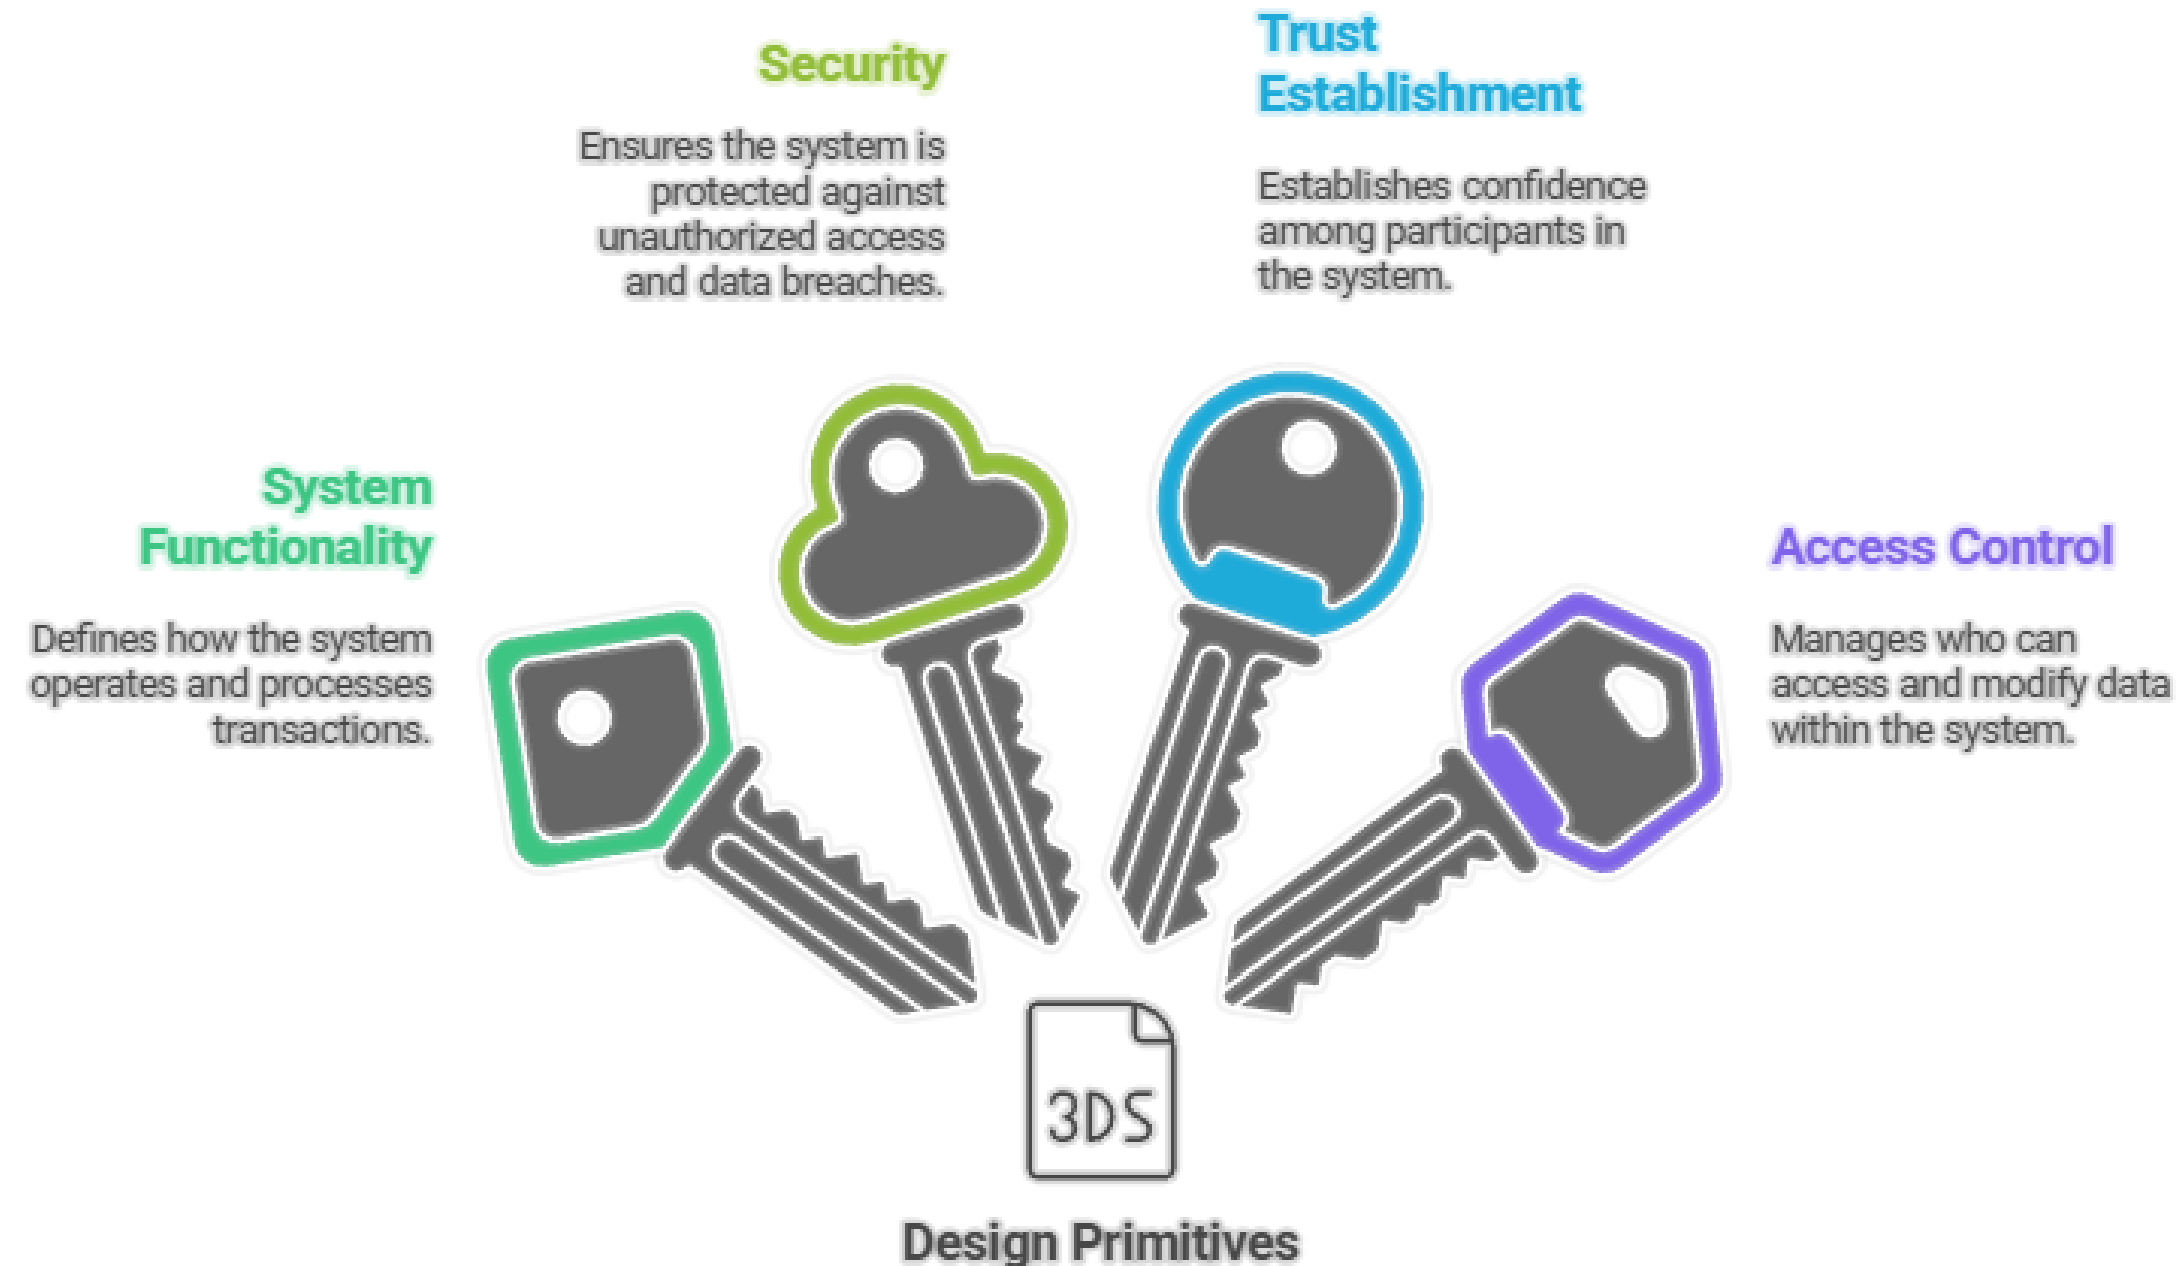 Security
Ensures the system is
protected against
unauthorized access
and data breaches.
Trust
Establishment
Establishes confidence
among participants in
the system.
System
Functionality
Defines how the system
operates and processes
transactions.
Access Control
Manages who can
access and modify data
within the system.
3DS
Design Primitives